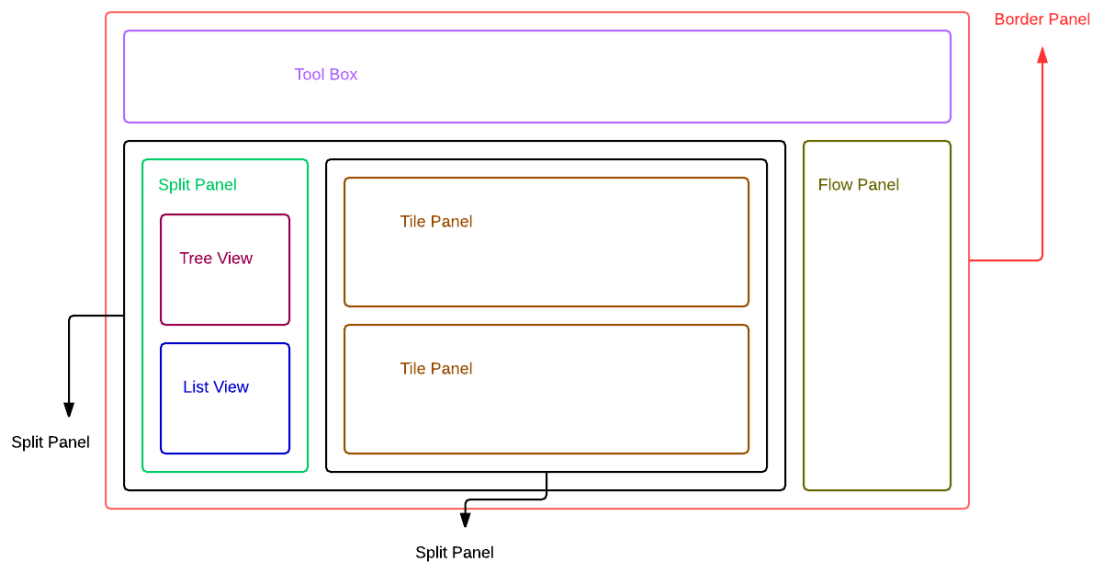 Border Panel
Tool Box
Split Panel
Flow Panel
Tile Panel
Tree View
Tile Panel
List View
Split Panel
Split Panel